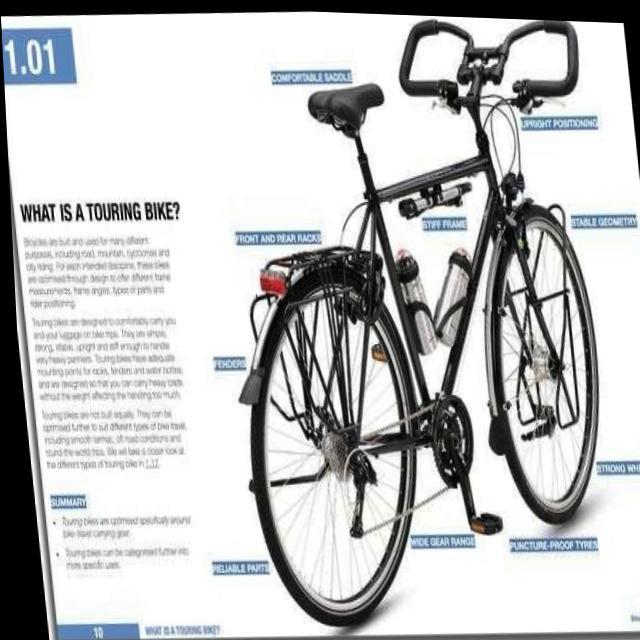 1.01
COMFORTABLE SADDLE
UPRIGHT POSITIONING
WHAT IS A TOURING BIKE?
STIFF FRAME
STABLE GEOMETRY
FRONT AND REAR RACKS
Bicycles are built and used for many different
purposes, including road, mountain, cyclocross and
city riding. For each intended discipline, these bikes
are optimised through design to offer different frame
measurements, frame angles, types of parts and
rider positioning.
Touring bikes are designed to comfortably carry you
and your luggage on bike trips. They are simple,
strong, stable, upright and stiff enough to handle
very heavy panniers. Touring bikes have adequate
mounting points for racks, fenders and water bottles,
and are designed so that you can carry heavy loads
without the weight affecting the handling too much.
FENDERS
Touring bikes are not built equally. They can be
optimised further to suit different types of bike travel,
including smooth tarmac, off road conditions and
round the world trips. We will take a closer look at
the different types of touring bike in 1.12.
STRONG WH
SUMMARY
• Touring bikes are optimised specifically around
bike travel carrying gear.
• Touring bikes can be categorised further into
more specific uses.
WIDE GEAR RANGE
PUNCTURE-PROOF TYRES
RELIABLE PARTS
10 WHAT IS A TOURING BIKE?